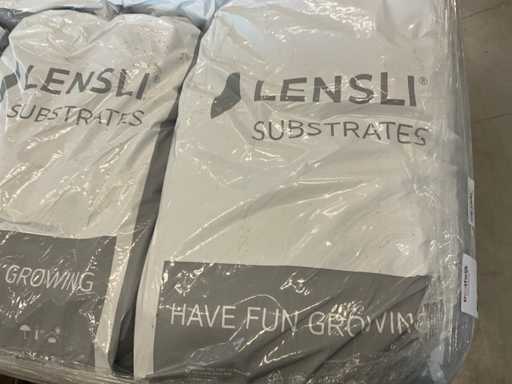 LENSLI®
SUBSTRATES
GROWING
LENSLI®
SUBSTRATES
HAVE FUN GROWING